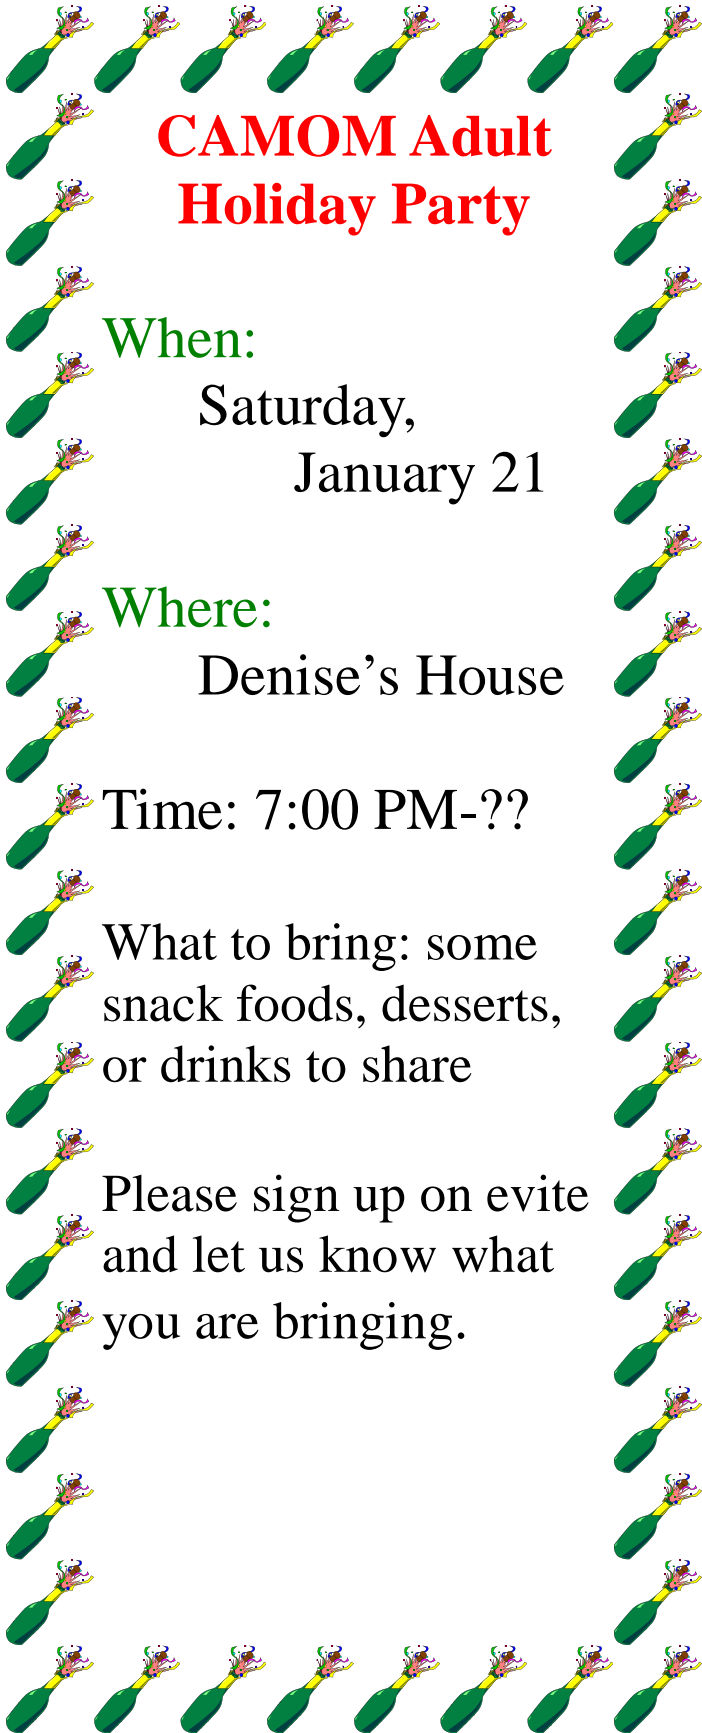 CAMOM Adult
Holiday Party
When:
Saturday,
January 21
Where:
Denise’s House
Time: 7:00 PM-??
What to bring: some
snack foods, desserts,
or drinks to share
Please sign up on evite
and let us know what
you are bringing.